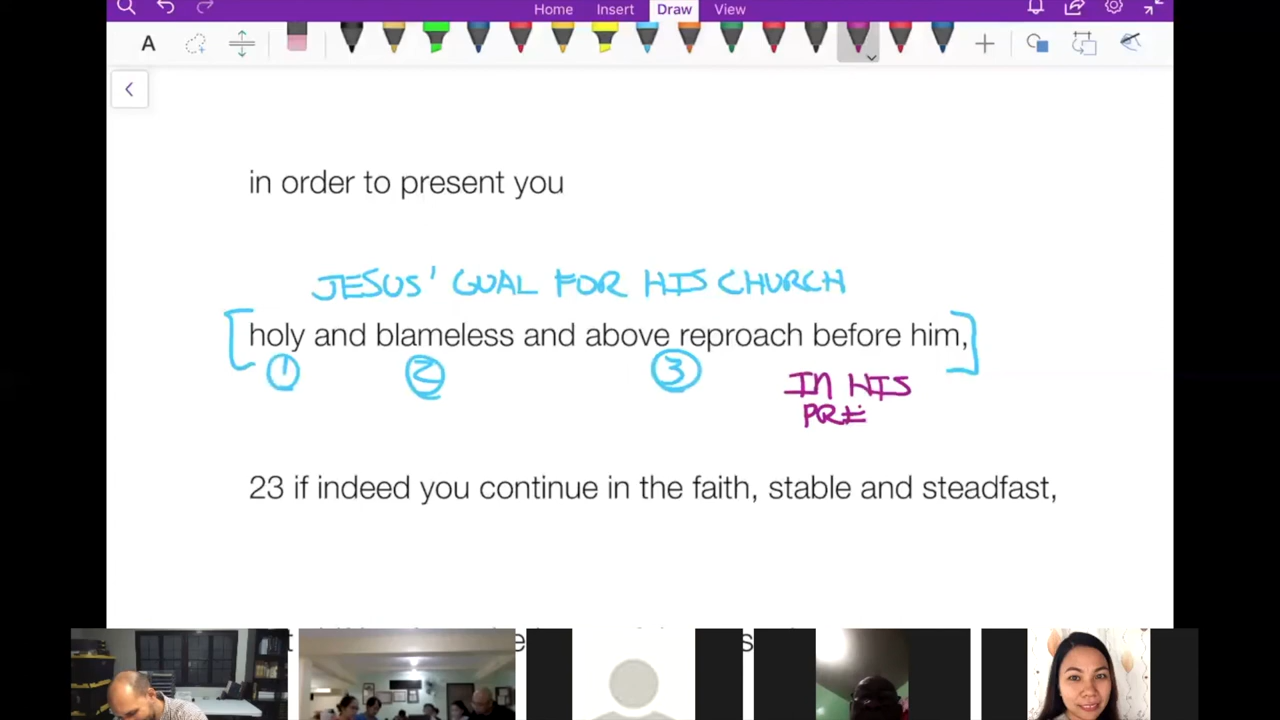 Home Insert Draw View
A
in order to present you
JESUS' GOAL FOR HIS CHURCH
holy and blameless and above reproach before him,
1 2 3
IN HIS
PRE
23 if indeed you continue in the faith, stable and steadfast,